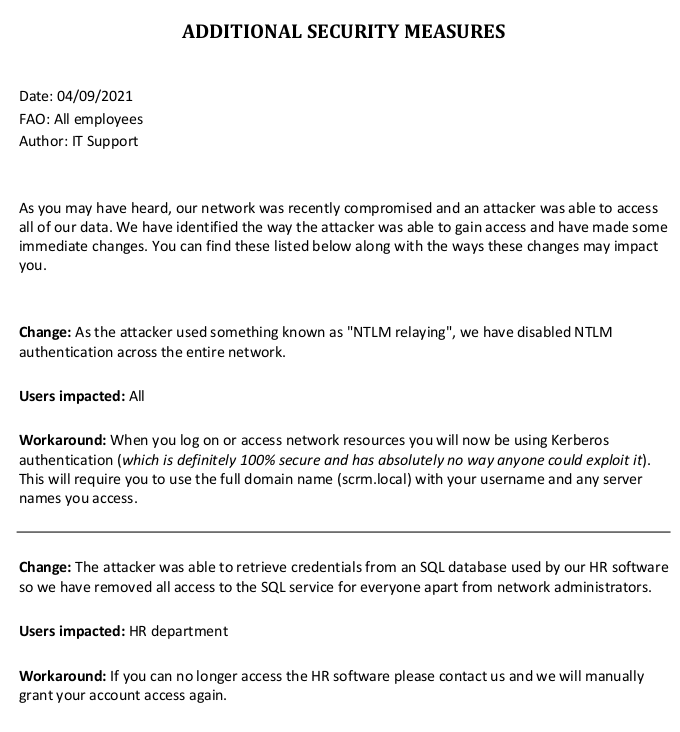 ADDITIONAL SECURITY MEASURES
Date: 04/09/2021
FAO: All employees
Author: IT Support
As you may have heard, our network was recently compromised and an attacker was able to access
all of our data. We have identified the way the attacker was able to gain access and have made some
immediate changes. You can find these listed below along with the ways these changes may impact
you.
Change: As the attacker used something known as "NTLM relaying", we have disabled NTLM
authentication across the entire network.
Users impacted: All
Workaround: When you log on or access network resources you will now be using Kerberos
authentication (which is definitely 100% secure and has absolutely no way anyone could exploit it).
This will require you to use the full domain name (scrm.local) with your username and any server
names you access.
Change: The attacker was able to retrieve credentials from an SQL database used by our HR software
so we have removed all access to the SQL service for everyone apart from network administrators.
Users impacted: HR department
Workaround: If you can no longer access the HR software please contact us and we will manually
grant your account access again.